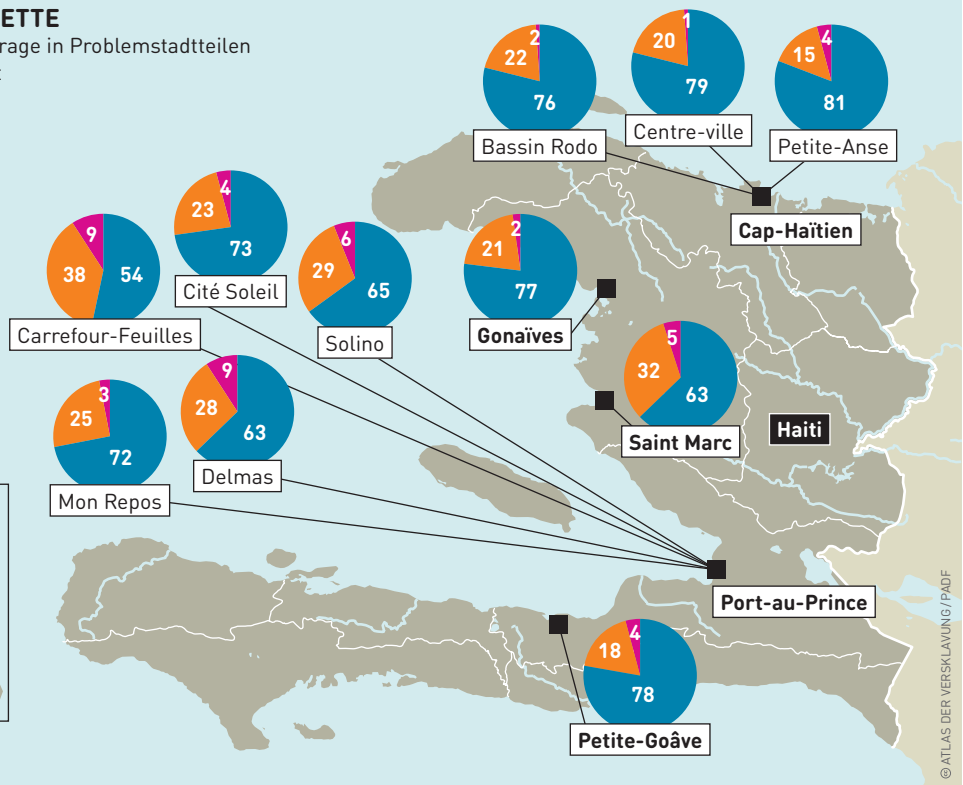 ETTE
rage in Problemstadtteilen
2
22
76
Bassin Rodo
1
20
79
Centre-ville
4
15
81
Petite-Anse
Cap-Haïtien
4
23
73
Cité Soleil
9
38
54
Carrefour-Feuilles
6
29
65
Solino
2
21
77
Gonaïves
5
32
63
Saint Marc
Haiti
3
25
72
Mon Repos
9
28
63
Delmas
Port-au-Prince
4
18
78
Petite-Goâve
© ATLAS DER VERSKLAVUNG / PADF